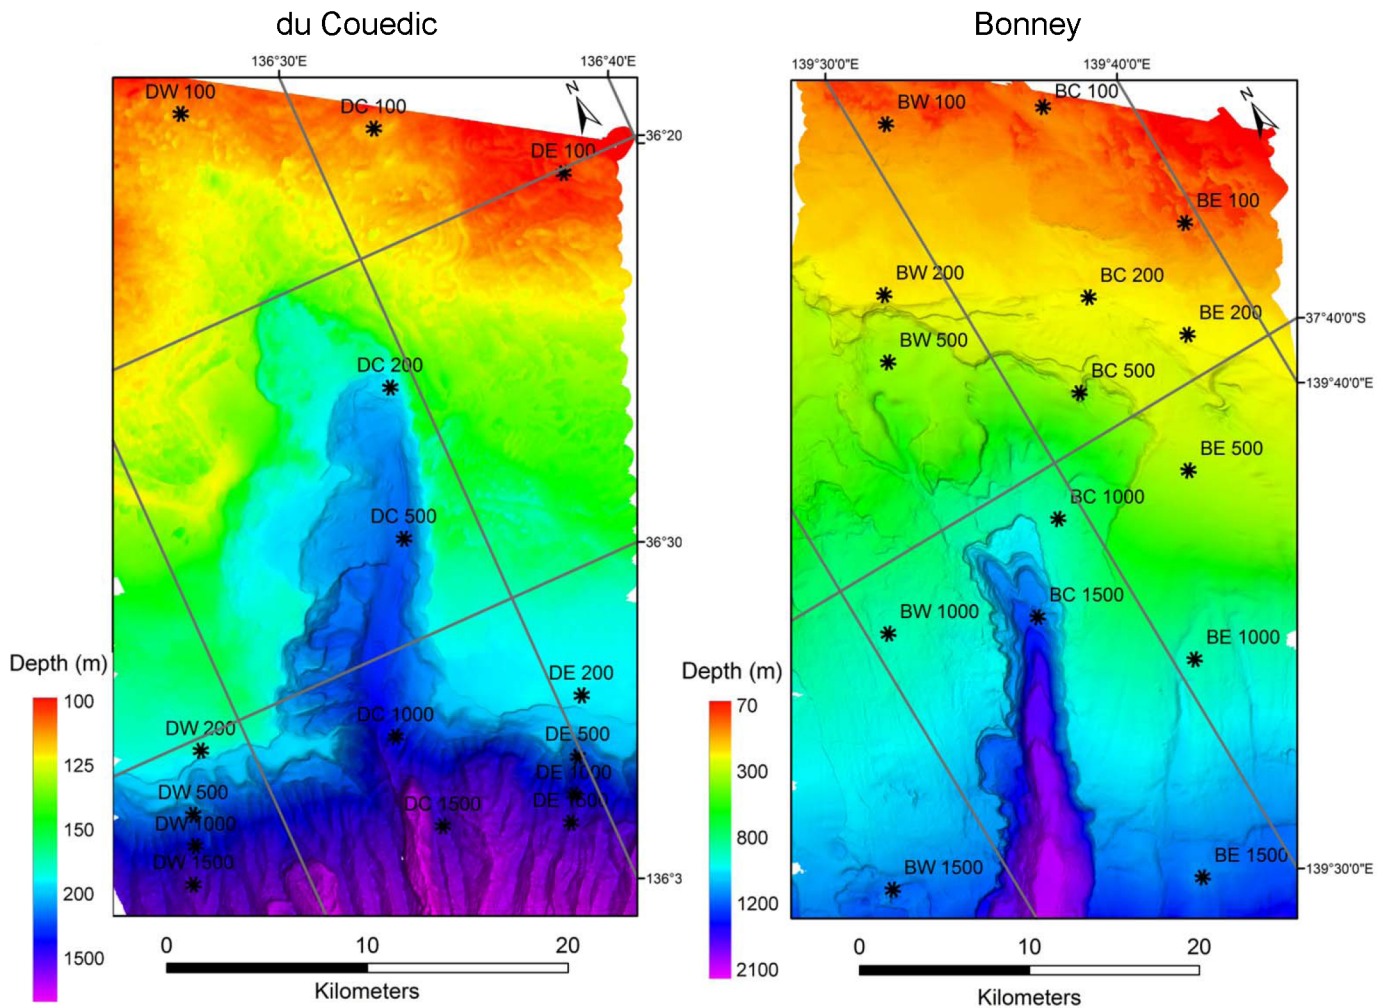 du Couedic
Bonney
136°30'E
136°40'E
139°30'0"E
139°40'0"E
DW 100
DC 100
N
DE 100
36°20
BW 100
BC 100
N
BE 100
DC 200
BW 200
BC 200
BE 200
37°40'0"S
BW 500
BC 500
139°40'0"E
DC 500
36°30
BE 500
BC 1000
BC 1500
BW 1000
BE 1000
DE 200
DW 200
DC 1000
DE 500
DE 1000
DW 500
DC 1500
DE 1500
DW 1000
DW 1500
136°3
BW 1500
BE 1500
139°30'0"E
Depth (m)
100
125
150
200
1500
Depth (m)
70
300
800
1200
2100
0
10
20
Kilometers
0
10
20
Kilometers